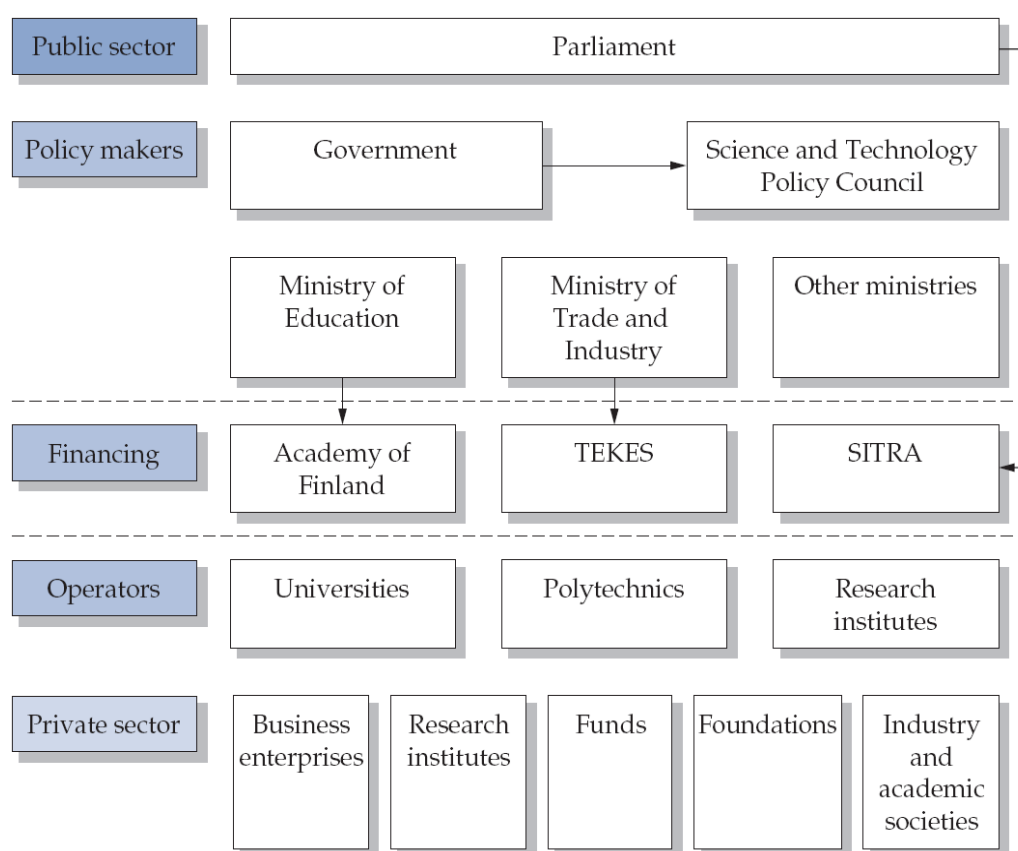 Public sector
Parliament
Policy makers
Government
Science and Technology
Policy Council
Ministry of
Education
Ministry of
Trade and
Industry
Other ministries
Financing
Academy of
Finland
TEKES
SITRA
Operators
Universities
Polytechnics
Research
institutes
Private sector
Business
enterprises
Research
institutes
Funds
Foundations
Industry
and
academic
societies